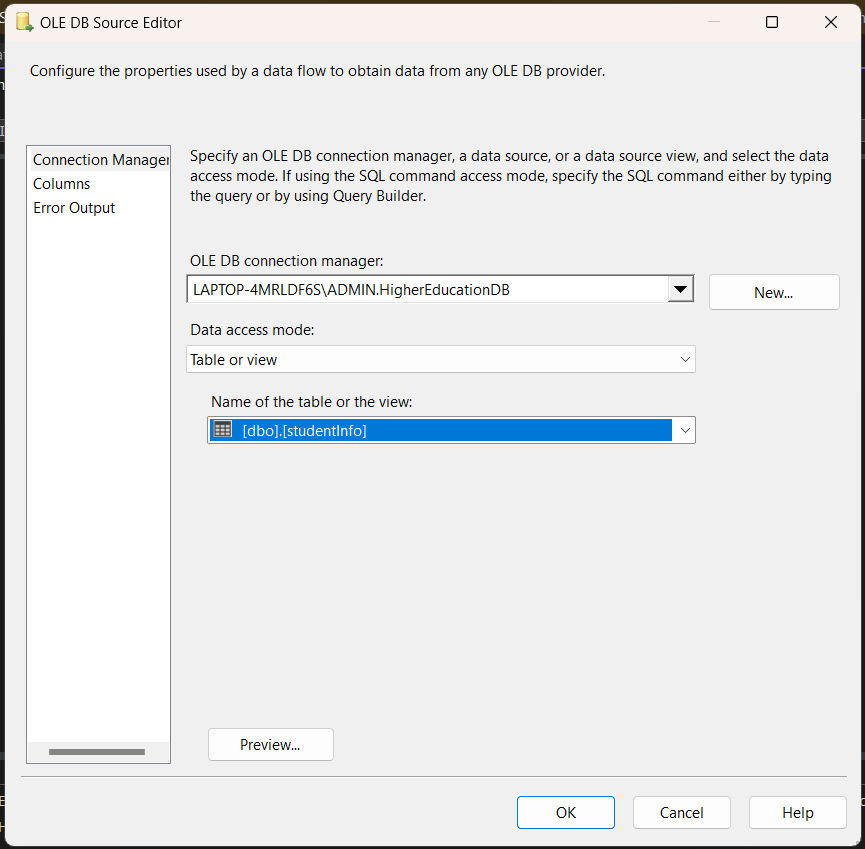 OLE DB Source Editor
Configure the properties used by a data flow to obtain data from any OLE DB provider.
Connection Manager
Columns
Error Output
Specify an OLE DB connection manager, a data source, or a data source view, and select the data
access mode. If using the SQL command access mode, specify the SQL command either by typing
the query or by using Query Builder.
OLE DB connection manager:
LAPTOP-4MRLDF6S\ADMIN.HigherEducationDB
New...
Data access mode:
Table or view
Name of the table or the view:
[dbo].[studentInfo]
Preview...
OK
Cancel
Help